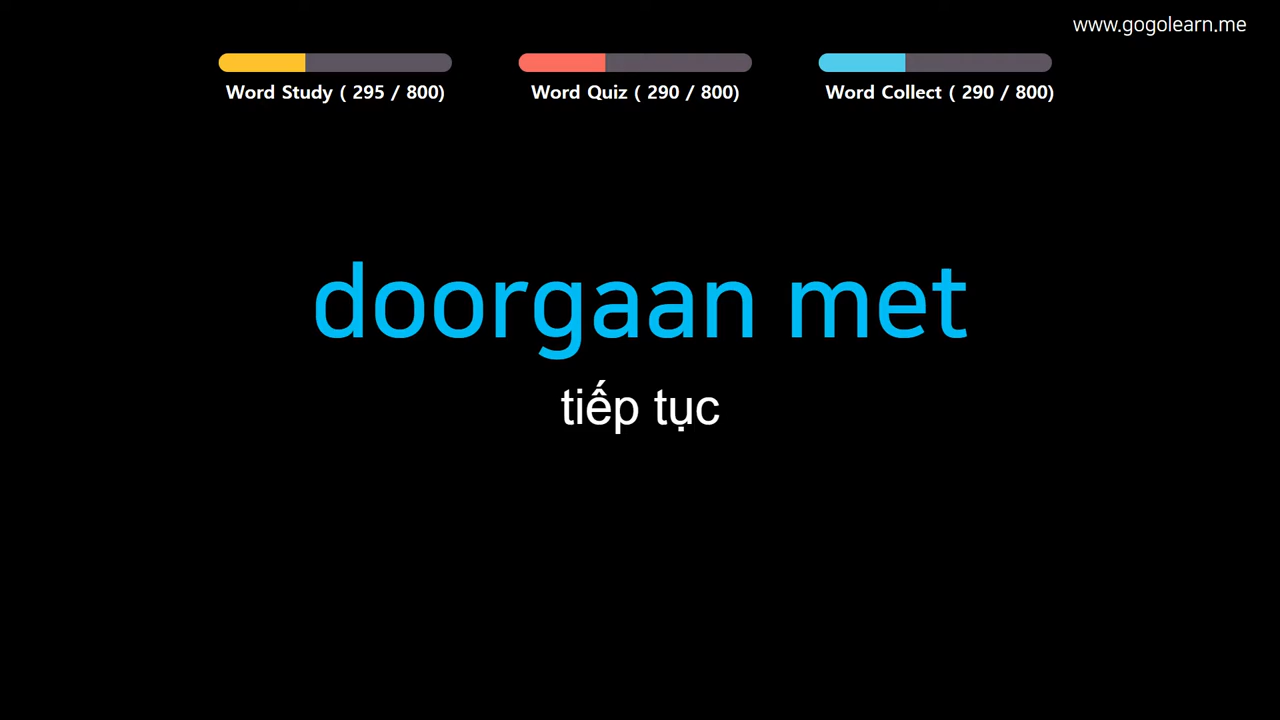 www.gogolearn.me
Word Study ( 295 / 800)
Word Quiz ( 290 / 800)
Word Collect ( 290 / 800)
doorgaan met
tiếp tục